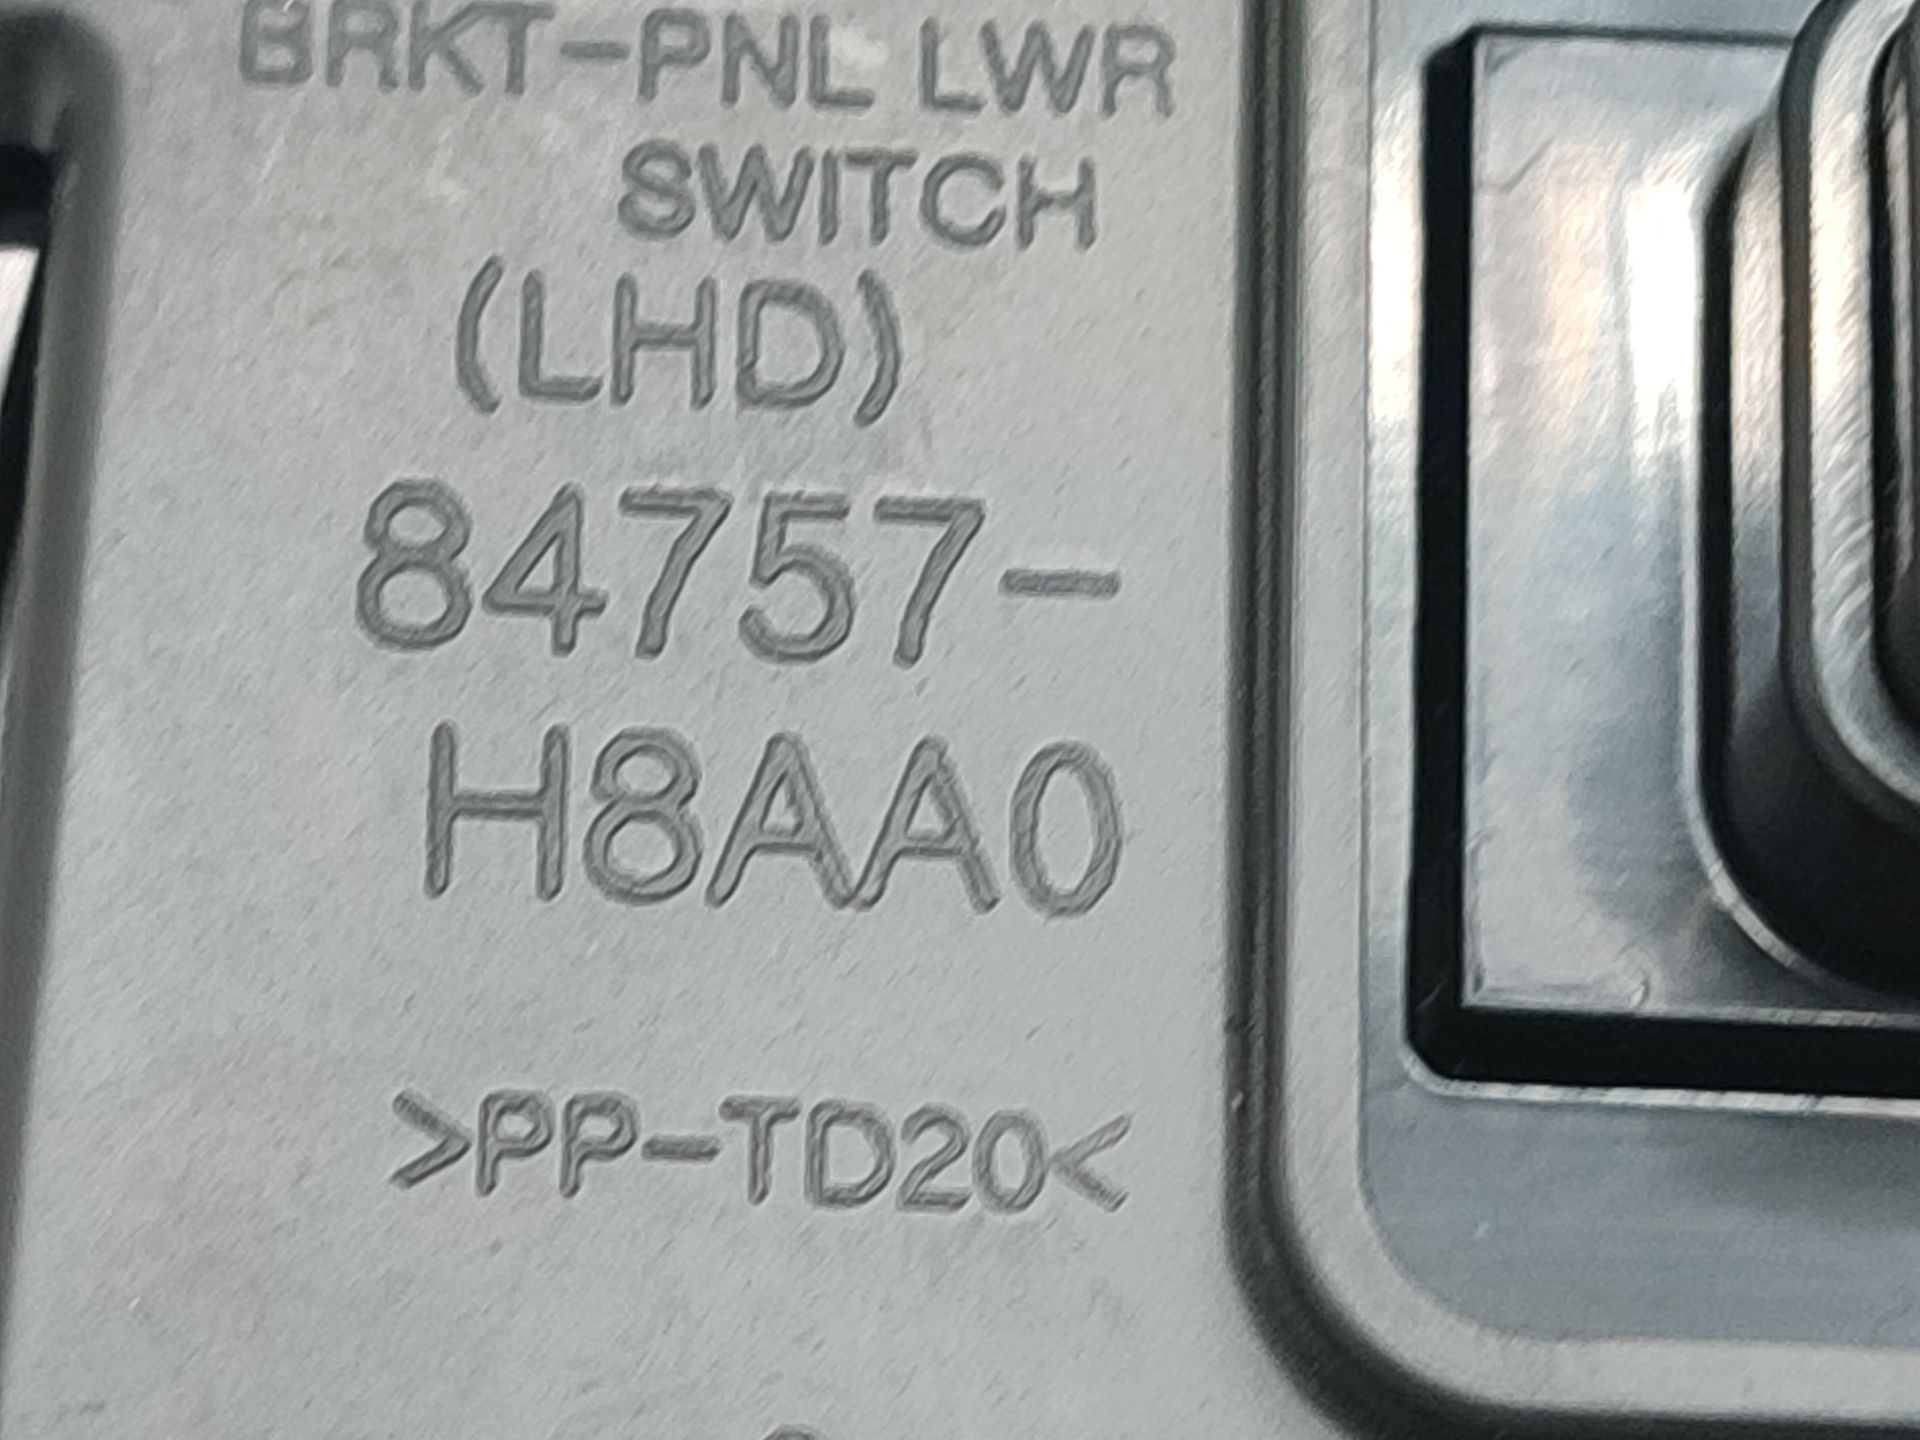 BRKT-PNL LWR
SWITCH
(LHD)
84757-
H8AA0
>PP-TD20<